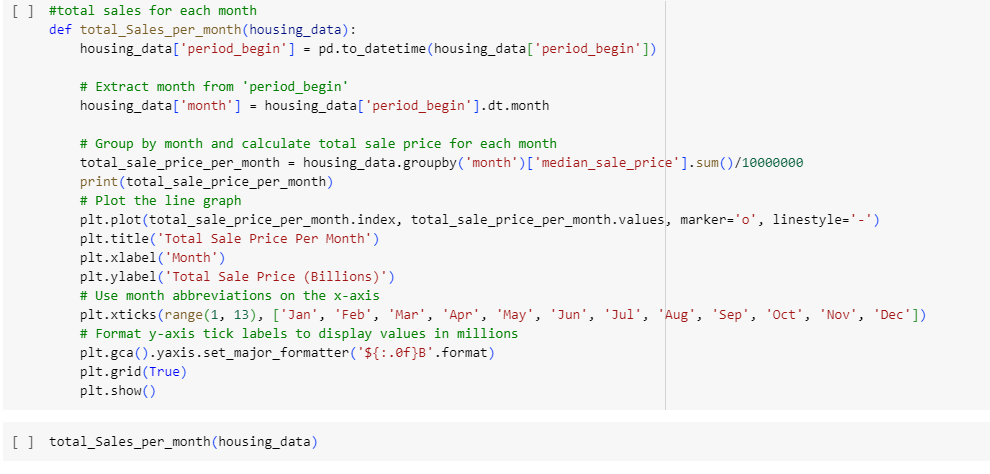 [ ] #total sales for each month
def total_Sales_per_month(housing_data):
    housing_data['period_begin'] = pd.to_datetime(housing_data['period_begin'])

    # Extract month from 'period_begin'
    housing_data['month'] = housing_data['period_begin'].dt.month

    # Group by month and calculate total sale price for each month
    total_sale_price_per_month = housing_data.groupby('month')['median_sale_price'].sum()/10000000
    print(total_sale_price_per_month)
    # Plot the line graph
    plt.plot(total_sale_price_per_month.index, total_sale_price_per_month.values, marker='o', linestyle='-')
    plt.title('Total Sale Price Per Month')
    plt.xlabel('Month')
    plt.ylabel('Total Sale Price (Billions)')
    # Use month abbreviations on the x-axis
    plt.xticks(range(1, 13), ['Jan', 'Feb', 'Mar', 'Apr', 'May', 'Jun', 'Jul', 'Aug', 'Sep', 'Oct', 'Nov', 'Dec'])
    # Format y-axis tick labels to display values in millions
    plt.gca().yaxis.set_major_formatter('${:.0f}B'.format)
    plt.grid(True)
    plt.show()
[ ] total_Sales_per_month(housing_data)